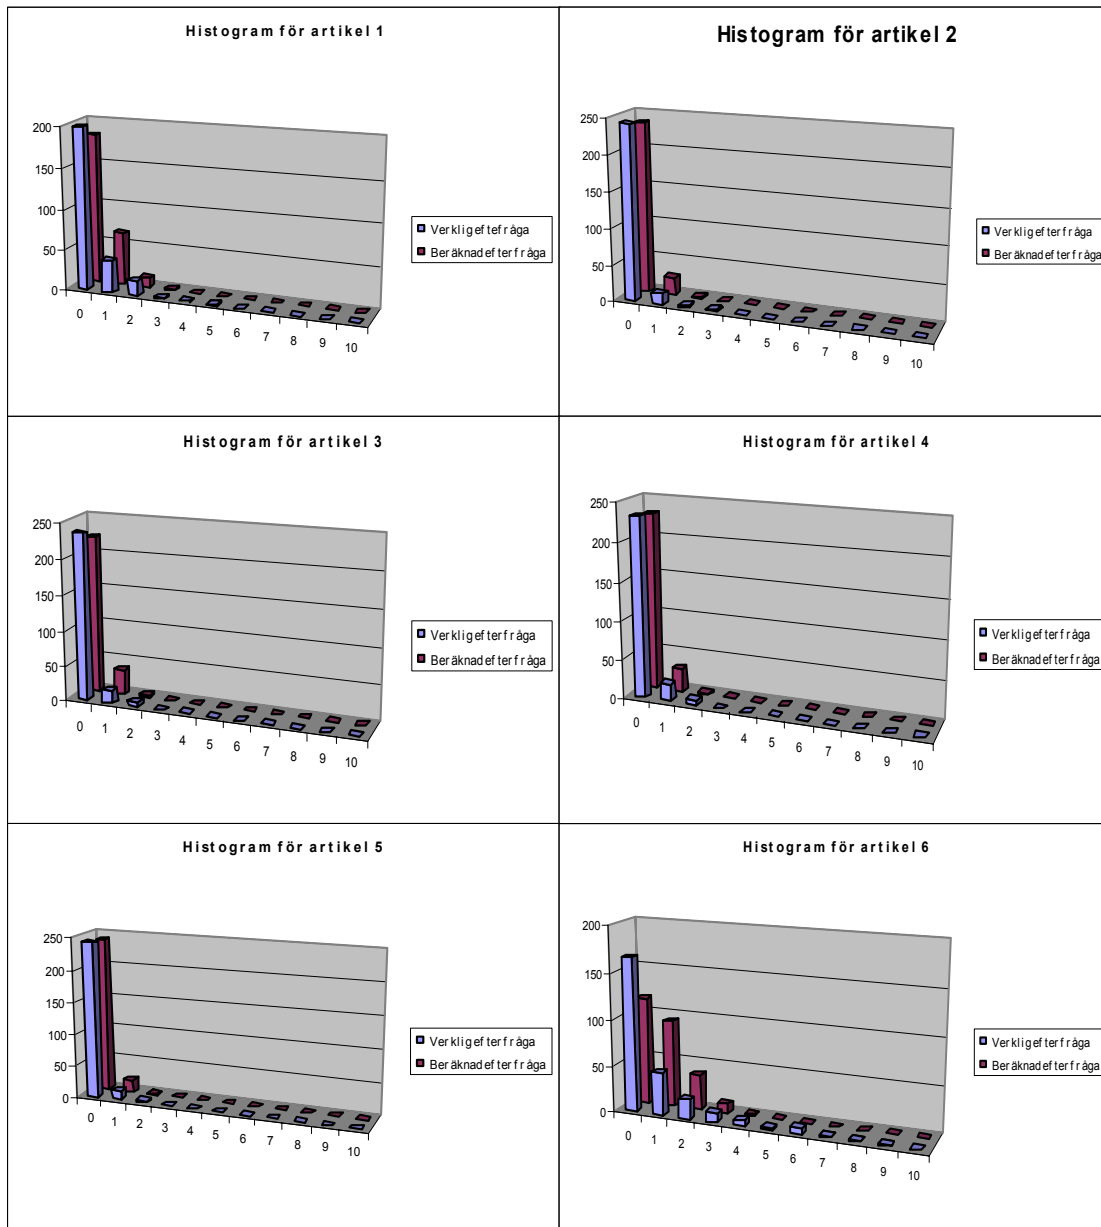 Histogram för artikel 1
200
150
100
50
0
0 1 2 3 4 5 6 7 8 9 10
Verklig eftefråga
Beräknad efterfråga
Histogram för artikel 2
250
200
150
100
50
0
0 1 2 3 4 5 6 7 8 9 10
Verklig efterfråga
Beräknad efterfråga
Histogram för artikel 3
250
200
150
100
50
0
0 1 2 3 4 5 6 7 8 9 10
Verklig efterfråga
Beräknad efterfråga
Histogram för artikel 4
250
200
150
100
50
0
0 1 2 3 4 5 6 7 8 9 10
Verklig efterfråga
Beräknad efterfråga
Histogram för artikel 5
250
200
150
100
50
0
0 1 2 3 4 5 6 7 8 9 10
Verklig efterfråga
Beräknad efterfråga
Histogram för artikel 6
200
150
100
50
0
0 1 2 3 4 5 6 7 8 9 10
Verklig efterfråga
Beräknad efterfråga